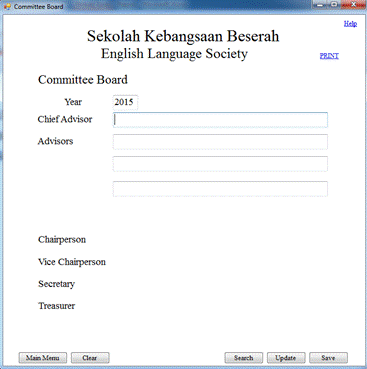 Committee Board
Help
Sekolah Kebangsaan Beserah
English Language Society
PRINT
Committee Board
Year 2015
Chief Advisor
Advisors
Chairperson
Vice Chairperson
Secretary
Treasurer
Main Menu Clear Search Update Save